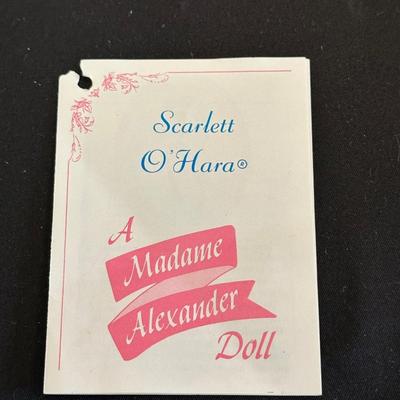 Scarlett
O'Hara®
A
Madame
Alexander
Doll